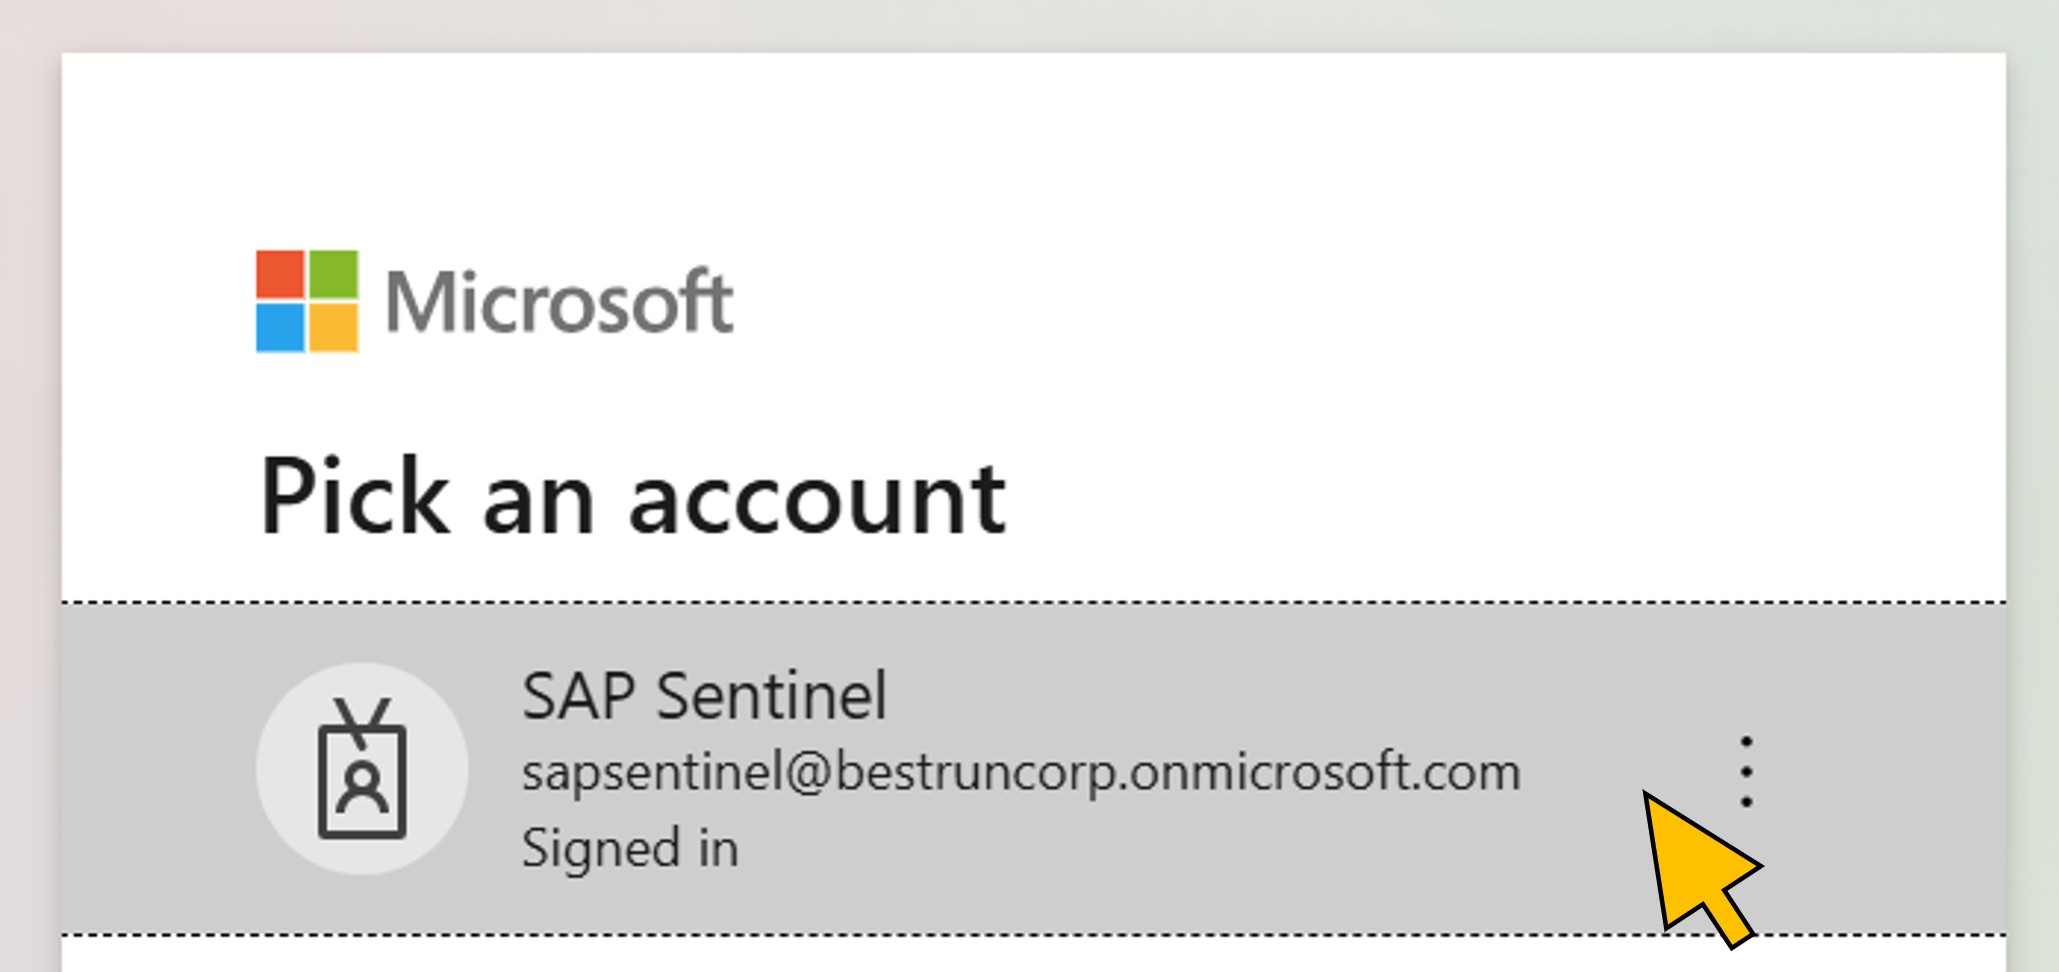 Microsoft
Pick an account
SAP Sentinel
sapsentinel@bestruncorp.onmicrosoft.com
Signed in